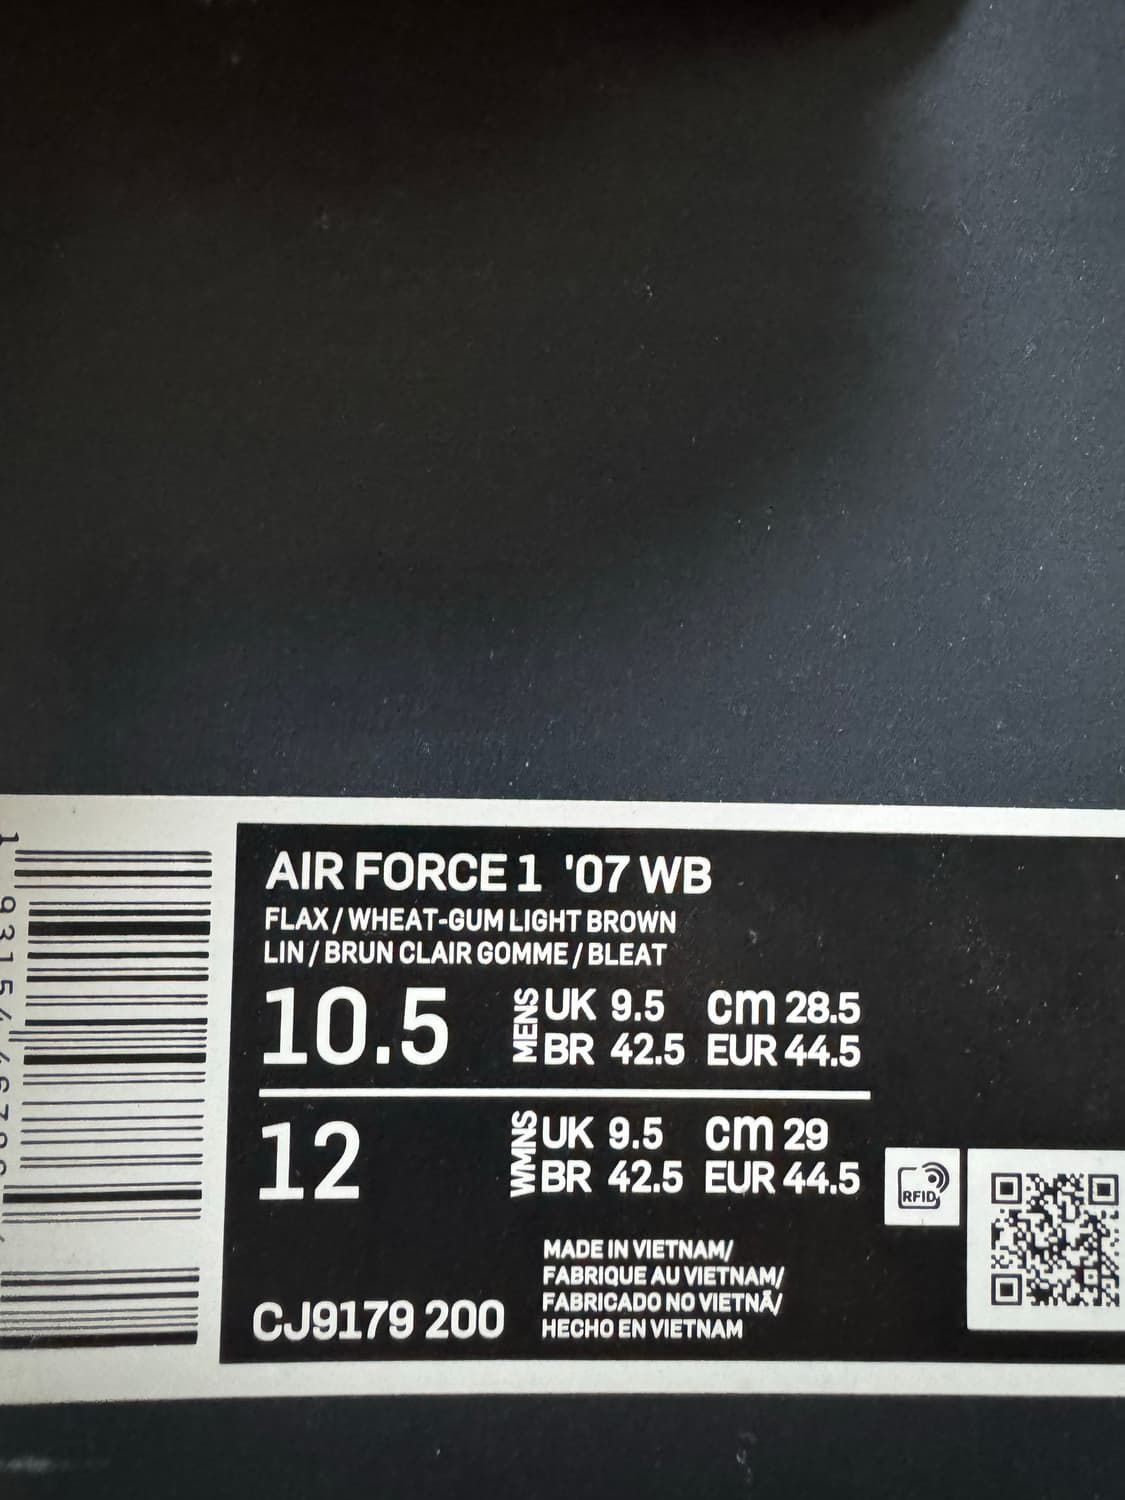 AIR FORCE 1 '07 WB
FLAX / WHEAT-GUM LIGHT BROWN
LIN / BRUN CLAIR GOMME / BLEAT
10.5 MENS UK 9.5 cm 28.5
BR 42.5 EUR 44.5
12 WMNS UK 9.5 cm 29
BR 42.5 EUR 44.5
RFID
MADE IN VIETNAM/
FABRIQUE AU VIETNAM/
FABRICADO NO VIETNÃ/
HECHO EN VIETNAM
CJ9179 200